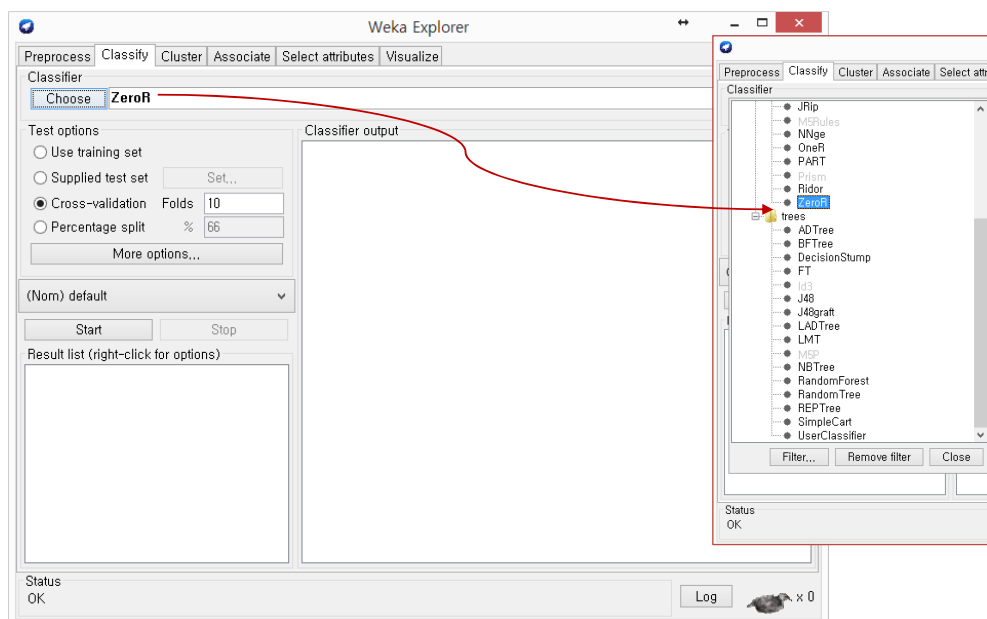 Weka Explorer
Preprocess Classify Cluster Associate Select attributes Visualize
Classifier
Choose ZeroR
Test options
Use training set
Supplied test set Set...
Cross-validation Folds 10
Percentage split % 66
More options...
(Nom) default
Start Stop
Result list (right-click for options)
Classifier output
Status
OK
Log x 0
Preprocess Classify Cluster Associate Select attr
Classifier
JRip
M5Rules
NNge
OneR
PART
Prism
Ridor
ZeroR
trees
ADTree
BFTree
DecisionStump
FT
Id3
J48
J48graft
LADTree
LMT
M5P
NBTree
RandomForest
RandomTree
REPTree
SimpleCart
UserClassifier
Filter... Remove filter Close
Status
OK